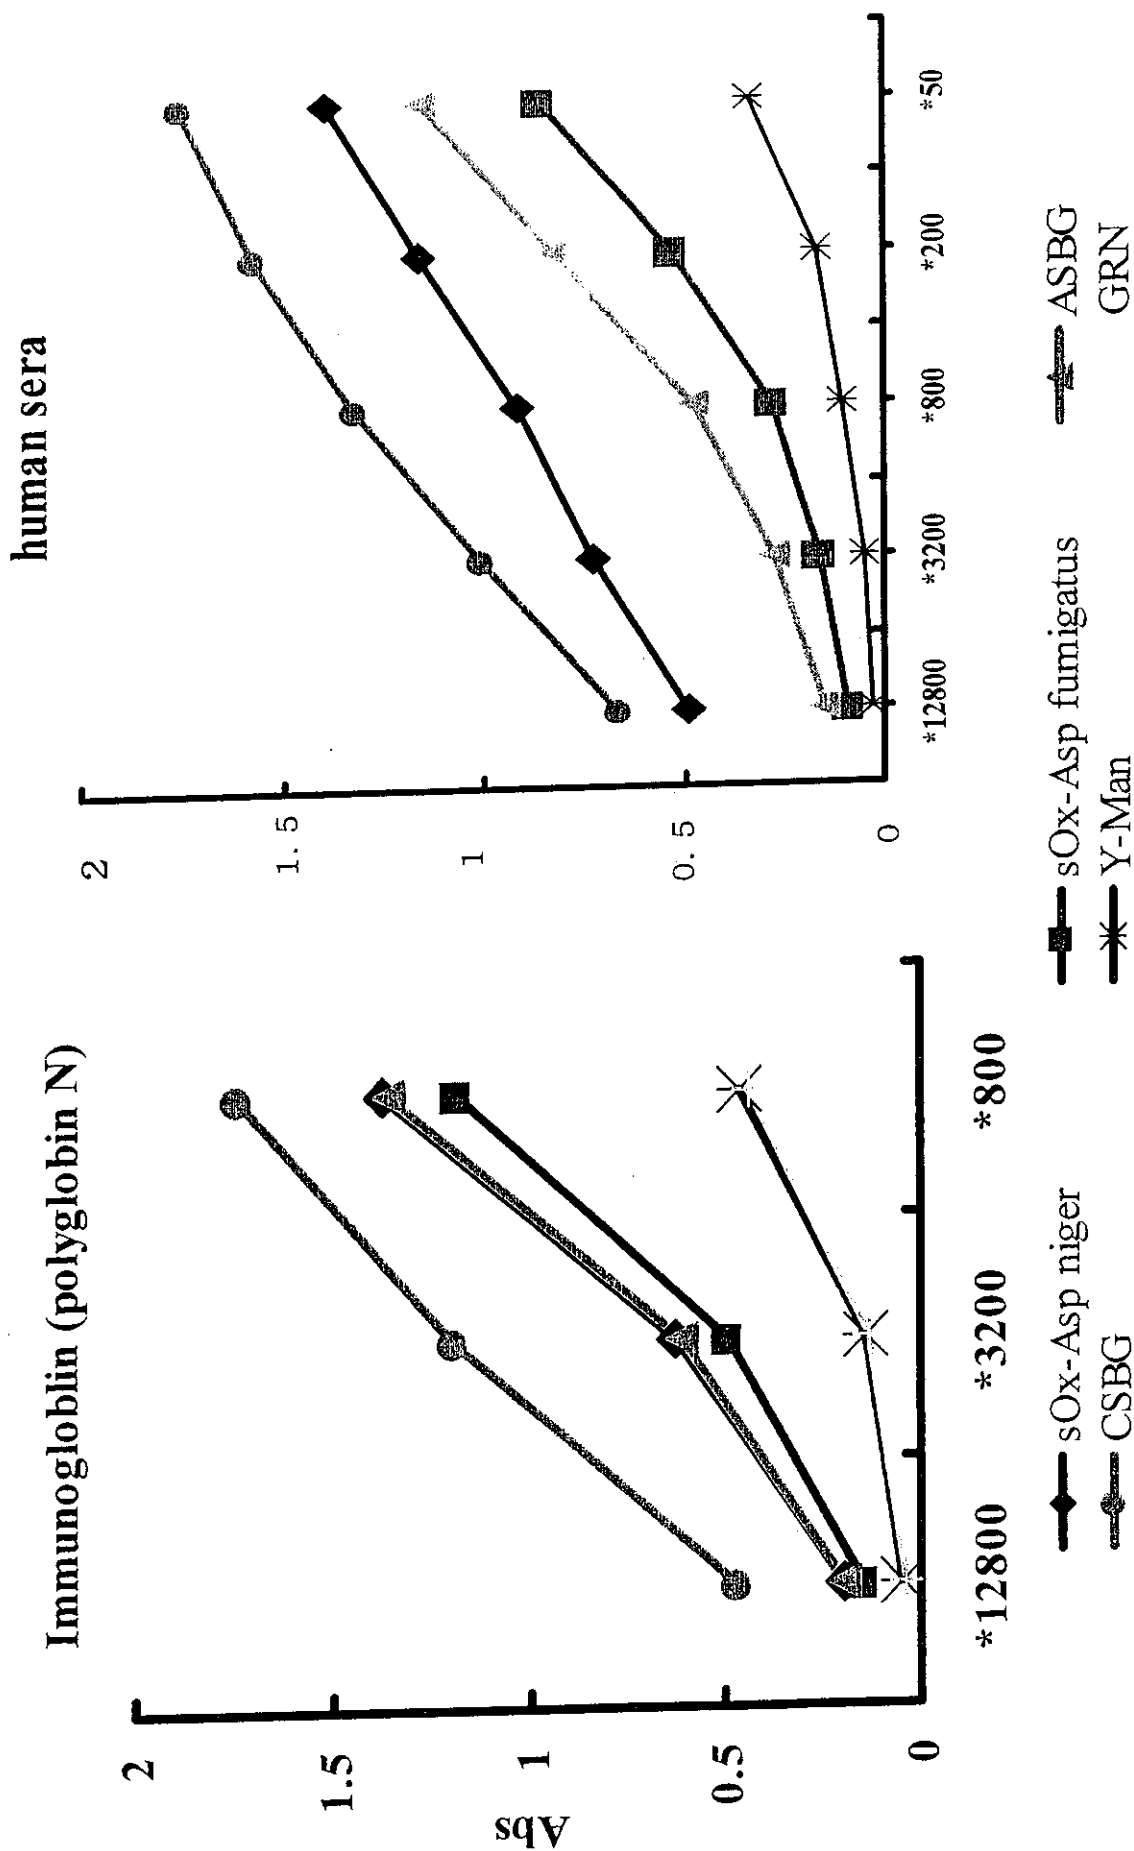 Immunogloblin (polyglobin N)
Abs
2
1.5
1
0.5
0
*12800
*3200
*800
human sera
2
1.5
1
0.5
0
*12800
*3200
*800
*200
*50
sOx-Asp niger
sOx-Asp fumigatus
ASBG
CSBG
Y-Man
GRN